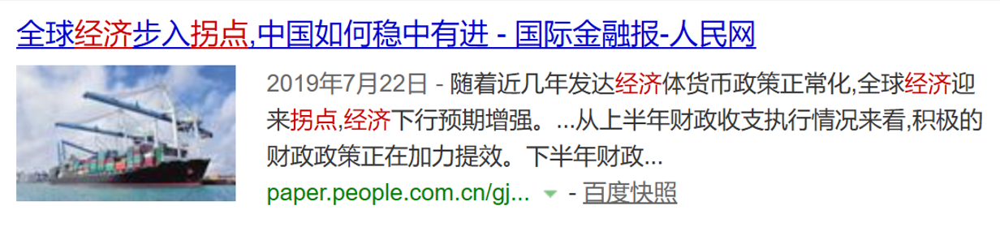 全球经济步入拐点,中国如何稳中有进 - 国际金融报-人民网
2019年7月22日 - 随着近几年发达经济体货币政策正常化,全球经济迎
来拐点,经济下行预期增强。...从上半年财政收支执行情况来看,积极的
财政政策正在加力提效。下半年财政...
paper.people.com.cn/gj... - 百度快照